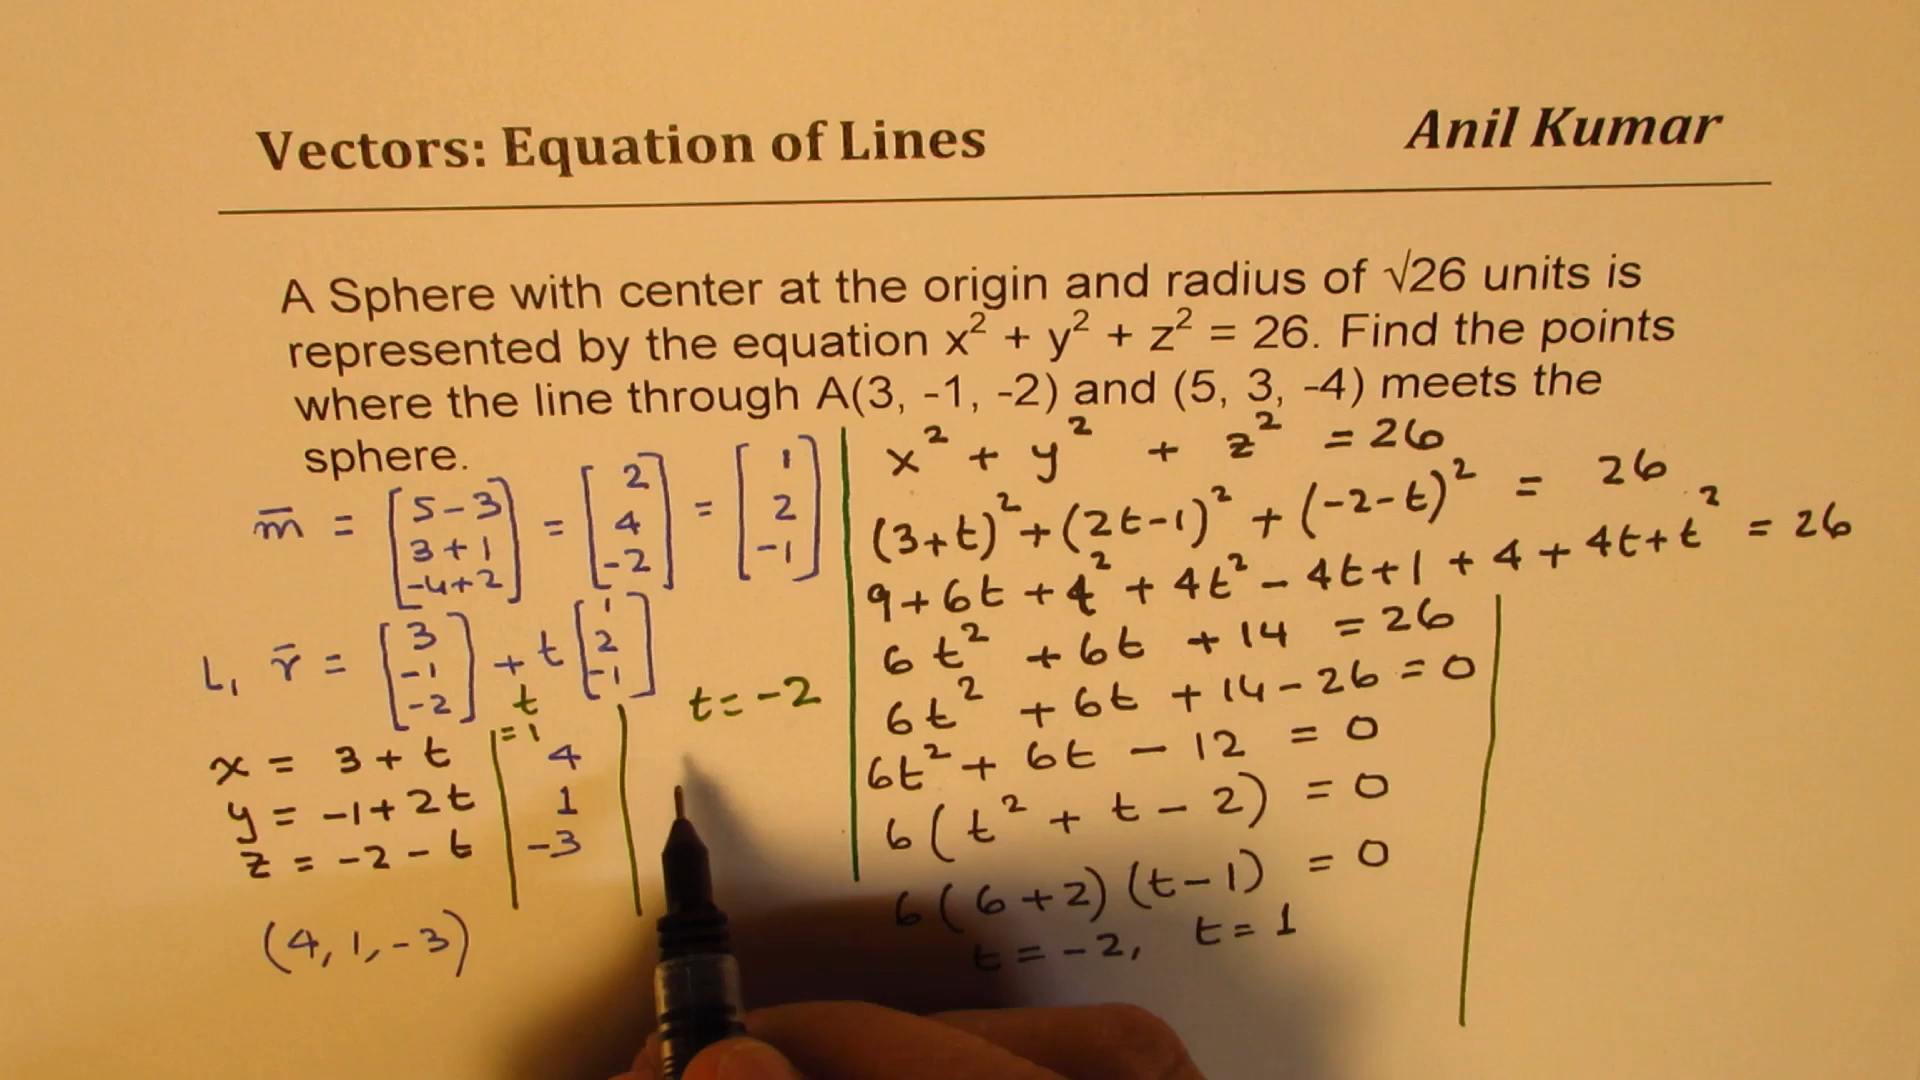 Vectors: Equation of Lines
Anil Kumar
A Sphere with center at the origin and radius of √26 units is
represented by the equation x² + y² + z² = 26. Find the points
where the line through A(3, -1, -2) and (5, 3, -4) meets the
sphere.
m̄ = [5-3 3+1 -4+2] = [2 4 -2] = [1 2 -1]
L₁ r̄ = [3 -1 -2] + t[1 2 -1]
t = 1
t = -2
x = 3 + t 4
y = -1 + 2t 1
z = -2 - t -3
(4, 1, -3)
x² + y² + z² = 26
(3+t)² + (2t-1)² + (-2-t)² = 26
9 + 6t + t² + 4t² - 4t + 1 + 4 + 4t + t² = 26
6t² + 6t + 14 = 26
6t² + 6t + 14 - 26 = 0
6t² + 6t - 12 = 0
6(t² + t - 2) = 0
6(6+2)(t-1) = 0
t = -2, t = 1